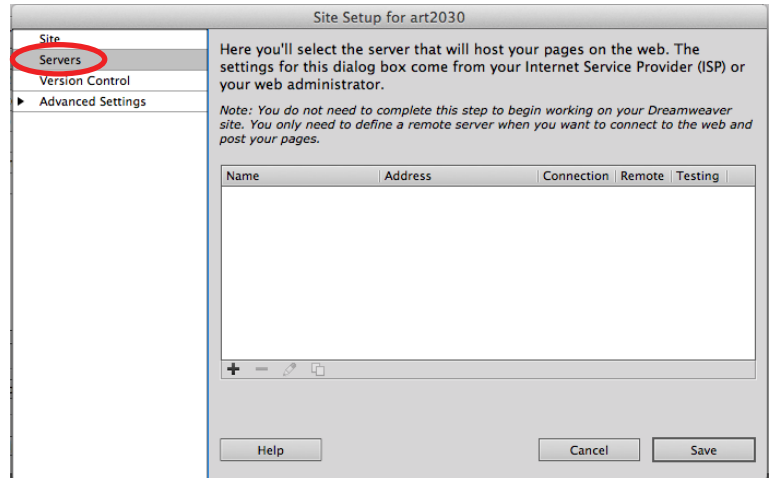 Site Setup for art2030
Site
Servers
Version Control
Advanced Settings
Here you'll select the server that will host your pages on the web. The
settings for this dialog box come from your Internet Service Provider (ISP) or
your web administrator.
Note: You do not need to complete this step to begin working on your Dreamweaver
site. You only need to define a remote server when you want to connect to the web and
post your pages.
Name Address Connection Remote Testing
Help Cancel Save